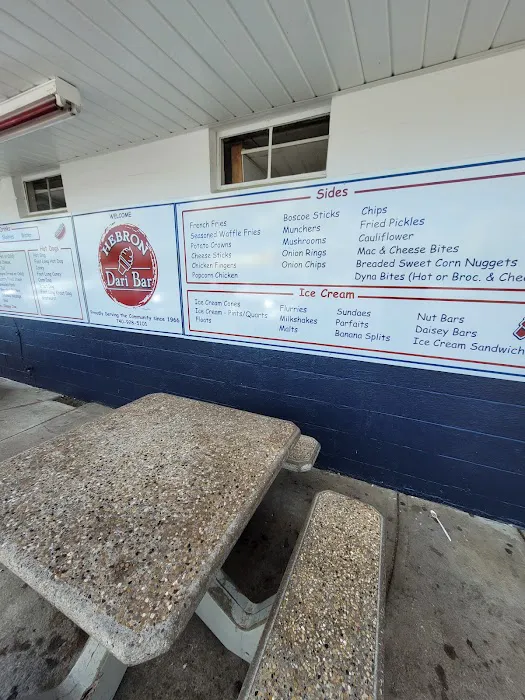 Hot Dogs
WELCOME
HEBRON
Dari Bar
Proudly Serving The Community Since 1966
Sides
French Fries
Seasoned Waffle Fries
Potato Crowns
Cheese Sticks
Chicken Fingers
Popcorn Chicken
Boscoe Sticks
Munchers
Mushrooms
Onion Rings
Onion Chips
Chips
Fried Pickles
Cauliflower
Mac & Cheese Bites
Breaded Sweet Corn Nuggets
Dyna Bites (Hot or Broc. & Chee
Ice Cream
Ice Cream Cones
Ice Cream - Pints/Quarts
Floats
Flurries
Milkshakes
Malts
Sundaes
Parfaits
Banana Splits
Nut Bars
Daisey Bars
Ice Cream Sandwich